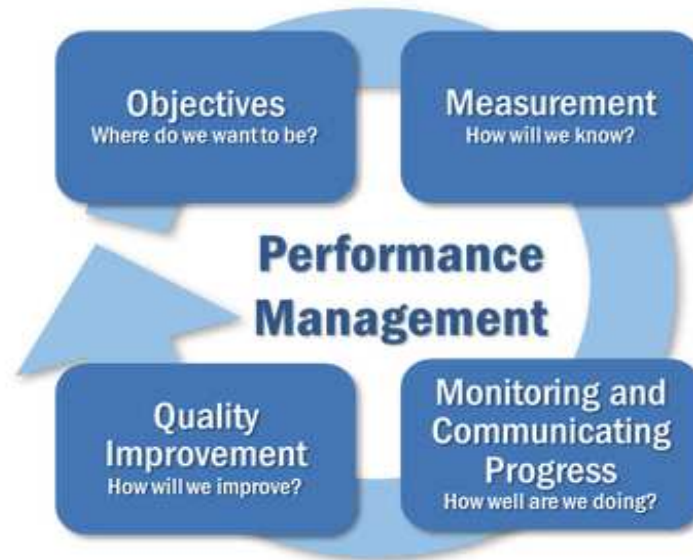 Objectives
Where do we want to be?
Measurement
How will we know?
Performance
Management
Quality
Improvement
How will we improve?
Monitoring and
Communicating
Progress
How well are we doing?